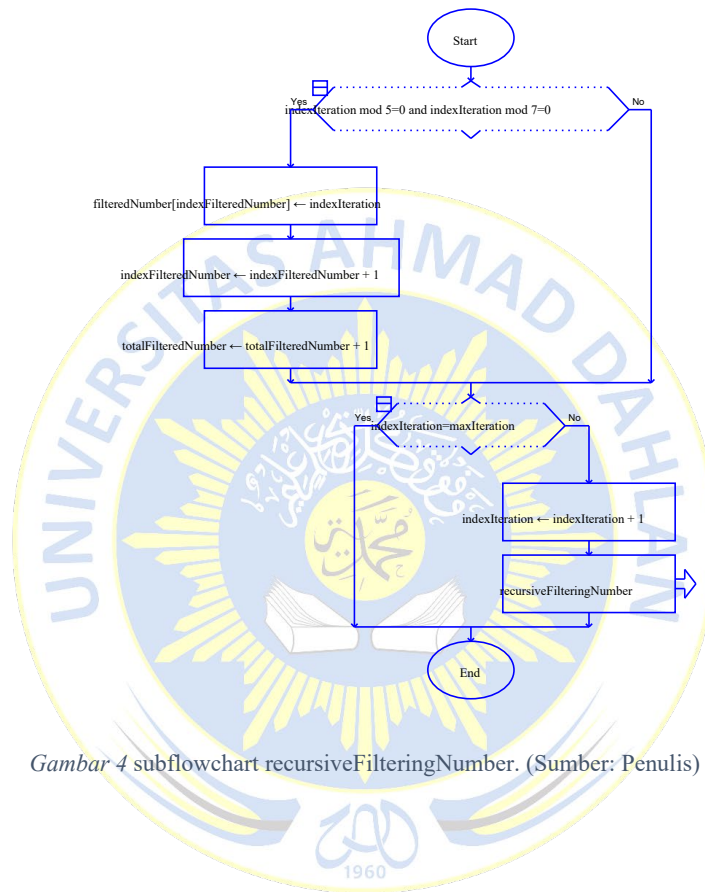 Start
Yes
indexIteration mod 5=0 and indexIteration mod 7=0
No
filteredNumber[indexFilteredNumber] ← indexIteration
indexFilteredNumber ← indexFilteredNumber + 1
totalFilteredNumber ← totalFilteredNumber + 1
Yes
indexIteration=maxIteration
No
indexIteration ← indexIteration + 1
recursiveFilteringNumber
End
Gambar 4 subflowchart recursiveFilteringNumber. (Sumber: Penulis)
UNIVERSITAS AHMAD DAHLAN
محمد
1960